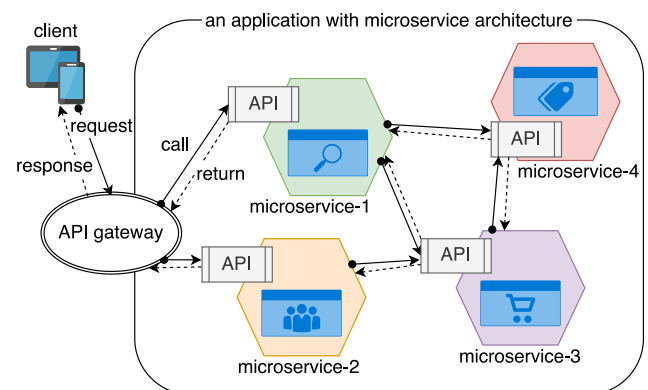 an application with microservice architecture
client
API
API
request
call
response
return
microservice-4
microservice-1
API gateway
API
API
microservice-2
microservice-3